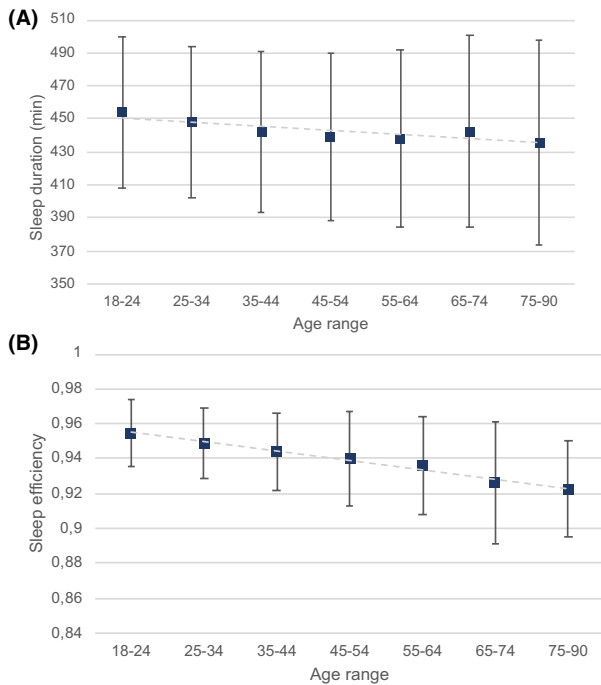 (A)
510
490
470
450
430
410
390
370
350
Sleep duration (min)
18-24 25-34 35-44 45-54 55-64 65-74 75-90
Age range
(B)
1
0,98
0,96
0,94
0,92
0,9
0,88
0,86
0,84
Sleep efficiency
18-24 25-34 35-44 45-54 55-64 65-74 75-90
Age range